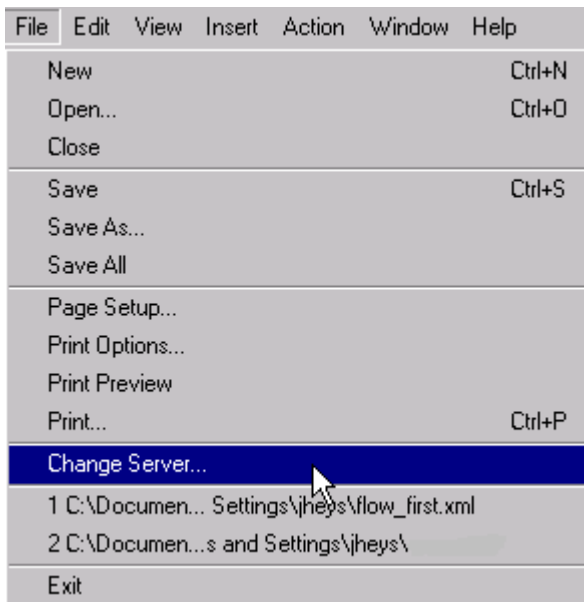 File Edit View Insert Action Window Help
New Ctrl+N
Open... Ctrl+O
Close
Save Ctrl+S
Save As...
Save All
Page Setup...
Print Options...
Print Preview
Print... Ctrl+P
Change Server...
1 C:\Documen... Settings\jheys\flow_first.xml
2 C:\Documen...s and Settings\jheys\
Exit